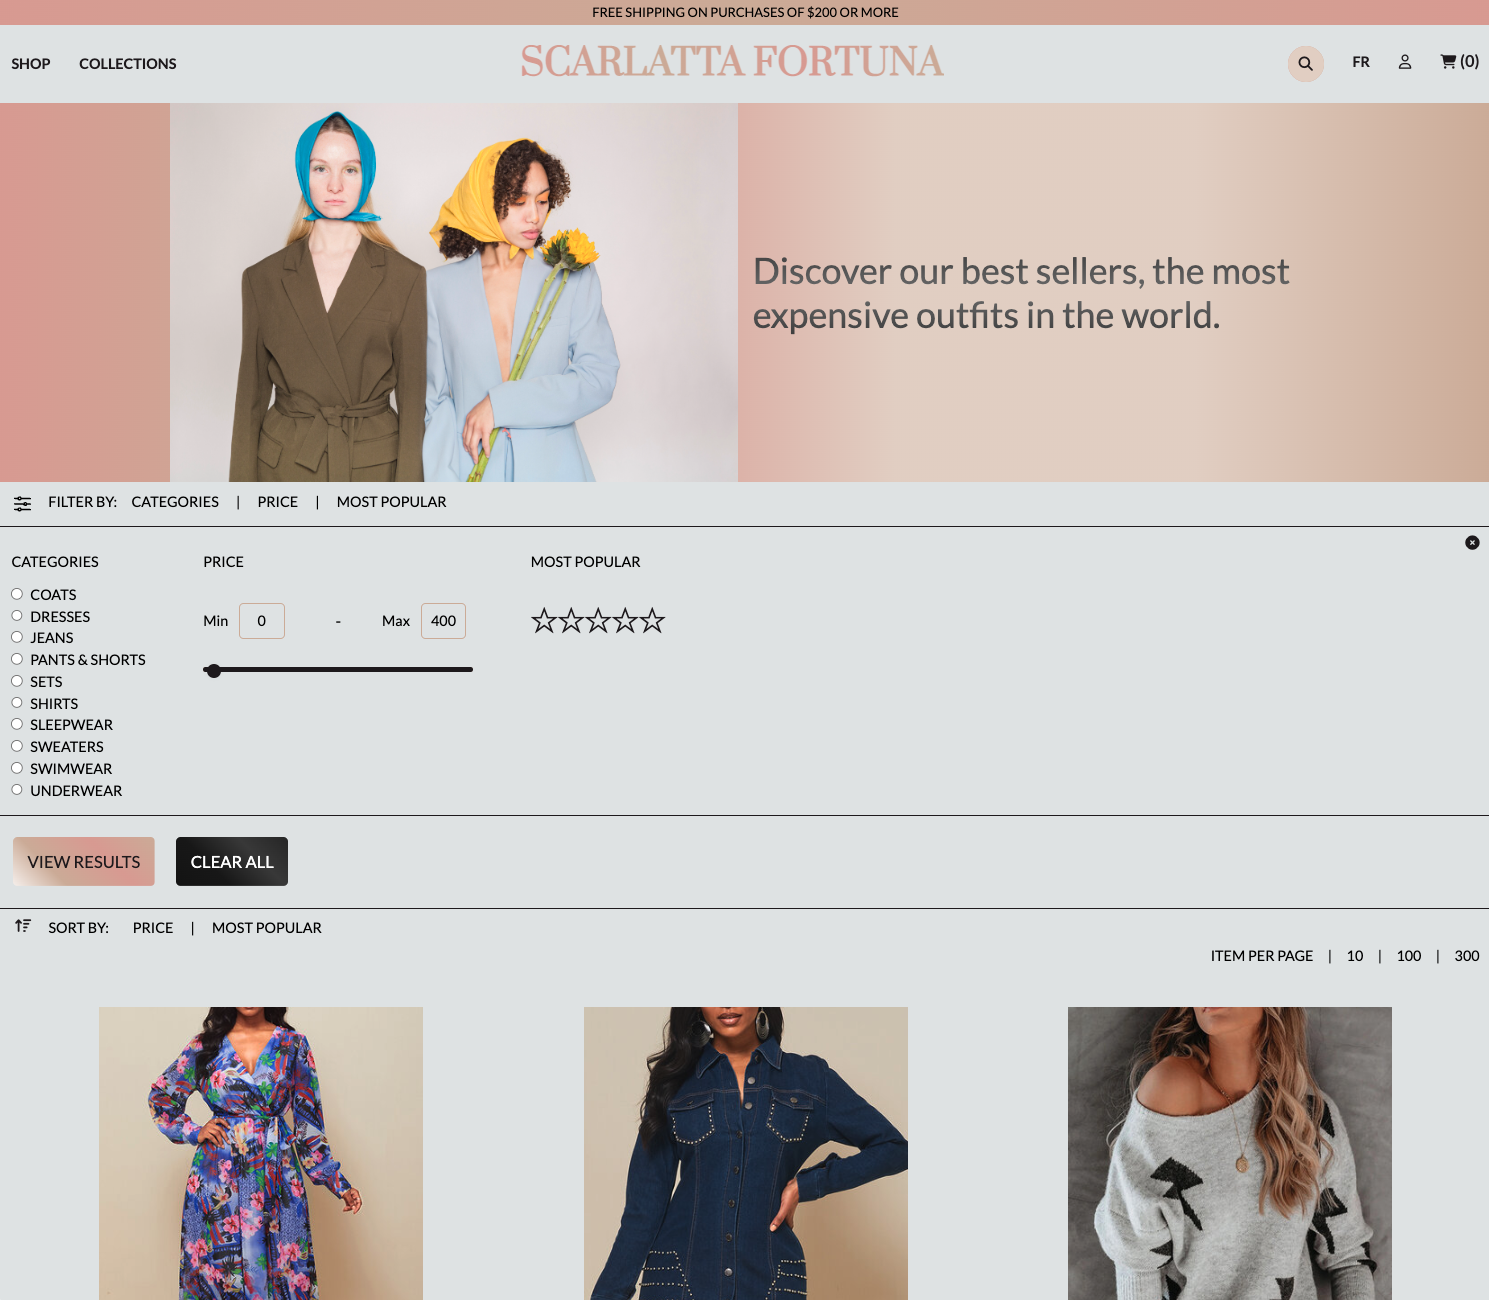 FREE SHIPPING ON PURCHASES OF $200 OR MORE
SHOP COLLECTIONS SCARLATTA FORTUNA FR (0)
Discover our best sellers, the most
expensive outfits in the world.
FILTER BY: CATEGORIES | PRICE | MOST POPULAR
CATEGORIES
COATS
DRESSES
JEANS
PANTS & SHORTS
SETS
SHIRTS
SLEEPWEAR
SWEATERS
SWIMWEAR
UNDERWEAR
PRICE
Min 0 - Max 400
MOST POPULAR
VIEW RESULTS CLEAR ALL
SORT BY: PRICE | MOST POPULAR
ITEM PER PAGE | 10 | 100 | 300